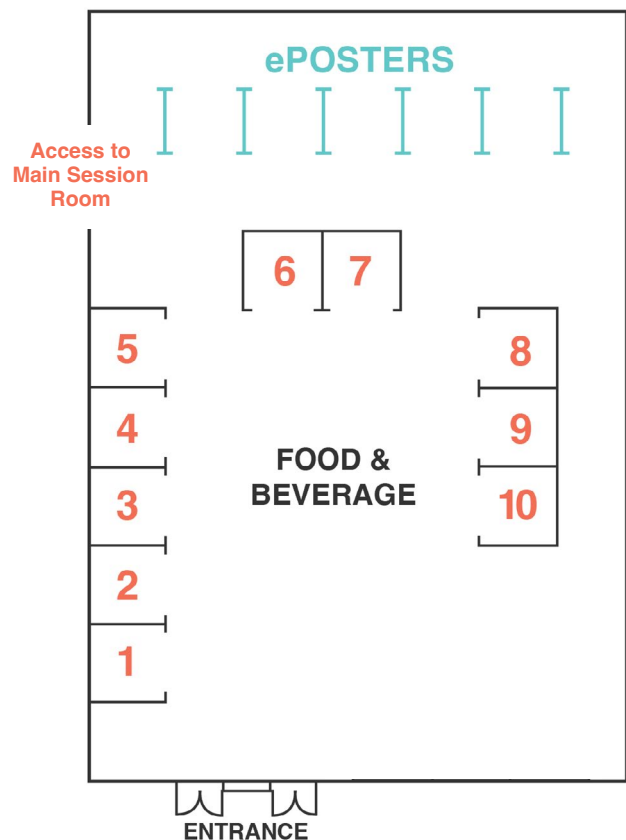 ePOSTERS
Access to
Main Session
Room
6
7
5
8
4
9
FOOD &
BEVERAGE
3
10
2
1
ENTRANCE